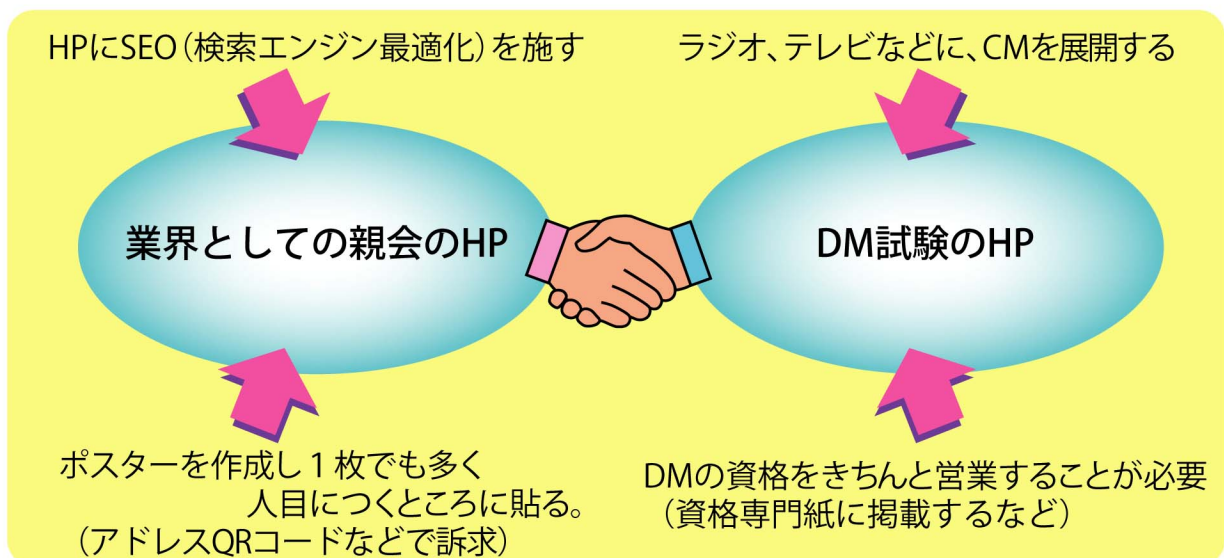 HPにSEO(検索エンジン最適化)を施す
ラジオ、テレビなどに、CMを展開する
業界としての親会のHP
DM試験のHP
ポスターを作成し1枚でも多く
人目につくところに貼る。
(アドレスQRコードなどで訴求)
DMの資格をきちんと営業することが必要
(資格専門紙に掲載するなど)